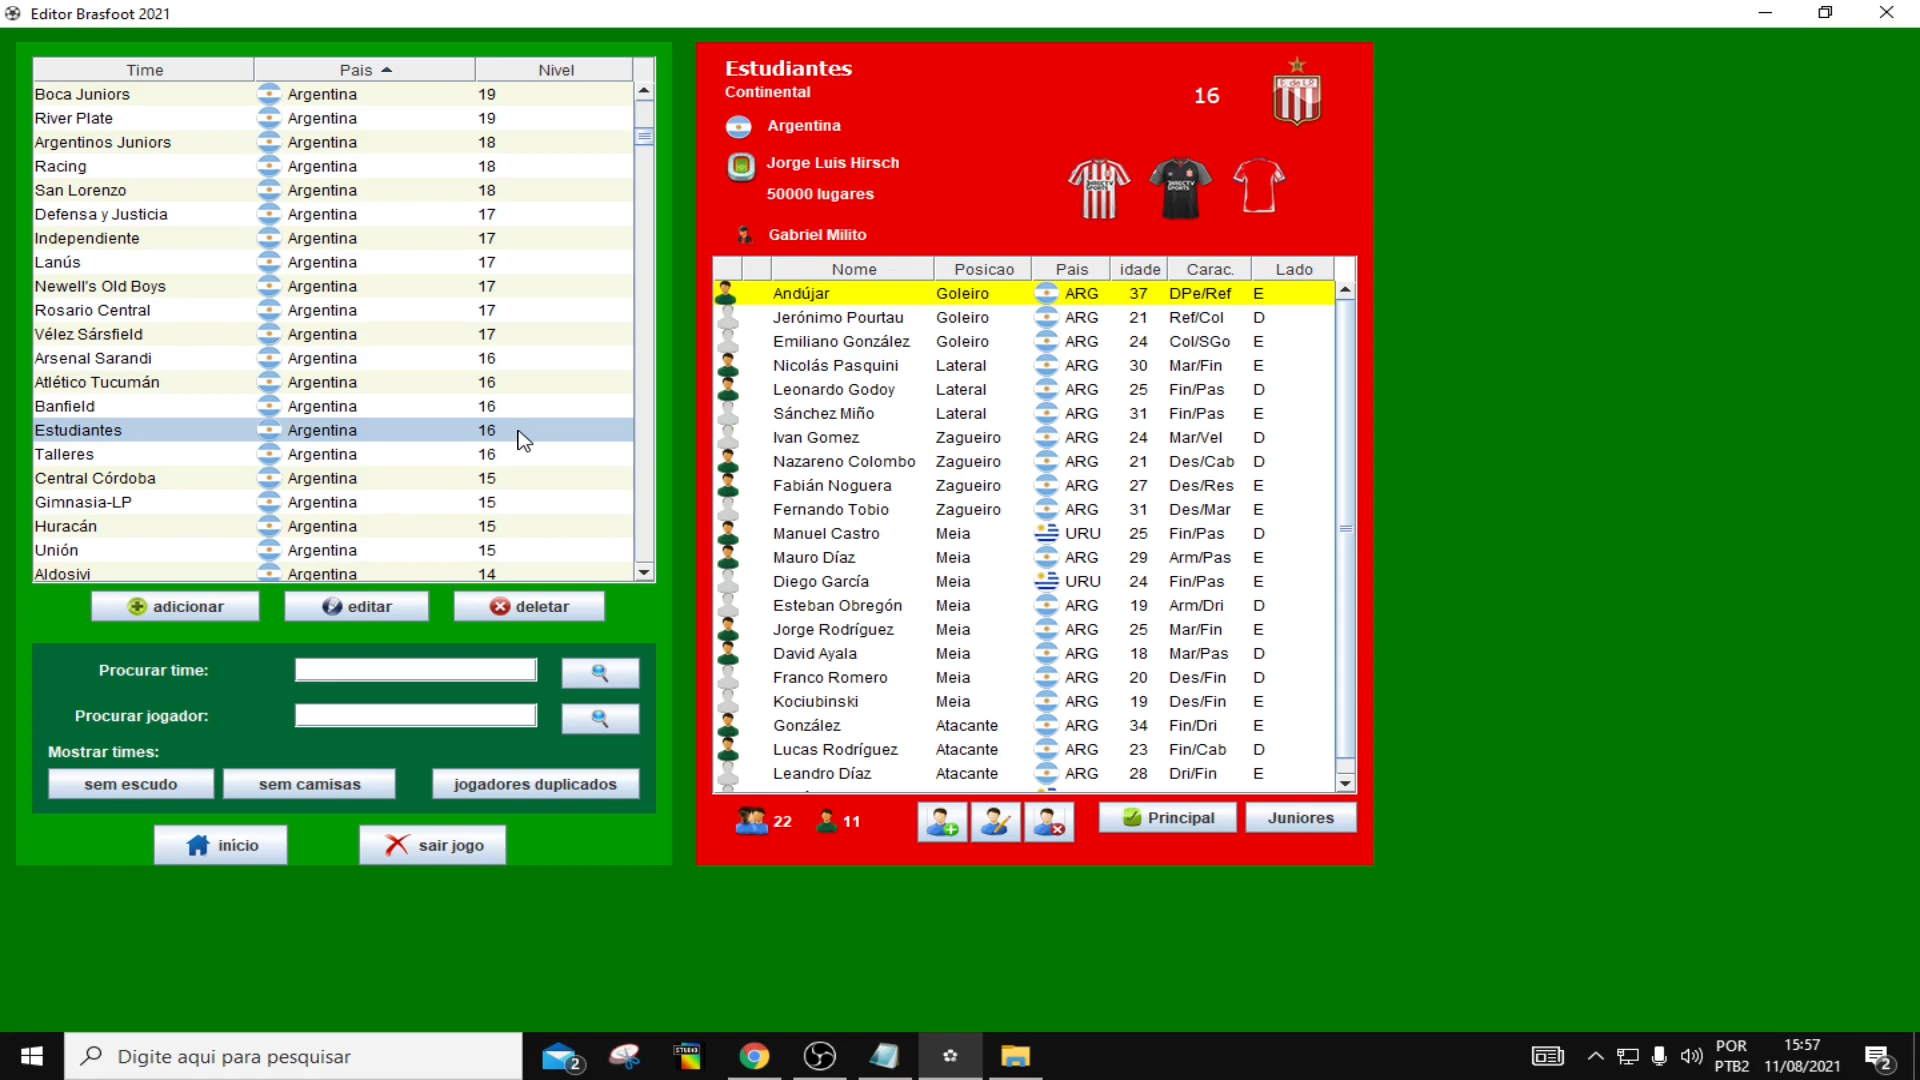 Editor Brasfoot 2021
Time Pais Nivel
Boca Juniors Argentina 19
River Plate Argentina 19
Argentinos Juniors Argentina 18
Racing Argentina 18
San Lorenzo Argentina 18
Defensa y Justicia Argentina 17
Independiente Argentina 17
Lanús Argentina 17
Newell's Old Boys Argentina 17
Rosario Central Argentina 17
Vélez Sársfield Argentina 17
Arsenal Sarandi Argentina 16
Atlético Tucumán Argentina 16
Banfield Argentina 16
Estudiantes Argentina 16
Talleres Argentina 16
Central Córdoba Argentina 15
Gimnasia-LP Argentina 15
Huracán Argentina 15
Unión Argentina 15
Aldosivi Argentina 14
adicionar editar deletar
Procurar time:
Procurar jogador:
Mostrar times:
sem escudo sem camisas jogadores duplicados
início sair jogo
Estudiantes
Continental
16
E. de L.P.
Argentina
Jorge Luis Hirsch
50000 lugares
DIRECTV SPORTS DIRECTV SPORTS
Gabriel Milito
Nome Posicao Pais idade Carac. Lado
Andújar Goleiro ARG 37 DPe/Ref E
Jerónimo Pourtau Goleiro ARG 21 Ref/Col D
Emiliano González Goleiro ARG 24 Col/SGo E
Nicolás Pasquini Lateral ARG 30 Mar/Fin E
Leonardo Godoy Lateral ARG 25 Fin/Pas D
Sánchez Miño Lateral ARG 31 Fin/Pas E
Ivan Gomez Zagueiro ARG 24 Mar/Vel D
Nazareno Colombo Zagueiro ARG 21 Des/Cab D
Fabián Noguera Zagueiro ARG 27 Des/Res E
Fernando Tobio Zagueiro ARG 31 Des/Mar E
Manuel Castro Meia URU 25 Fin/Pas D
Mauro Díaz Meia ARG 29 Arm/Pas E
Diego García Meia URU 24 Fin/Pas E
Esteban Obregón Meia ARG 19 Arm/Dri D
Jorge Rodríguez Meia ARG 25 Mar/Fin E
David Ayala Meia ARG 18 Mar/Pas D
Franco Romero Meia ARG 20 Des/Fin D
Kociubinski Meia ARG 19 Des/Fin E
González Atacante ARG 34 Fin/Dri E
Lucas Rodríguez Atacante ARG 23 Fin/Cab D
Leandro Díaz Atacante ARG 28 Dri/Fin E
22 11 Principal Juniores
Digite aqui para pesquisar
2
STUDIO
POR
PTB2
15:57
11/08/2021
2